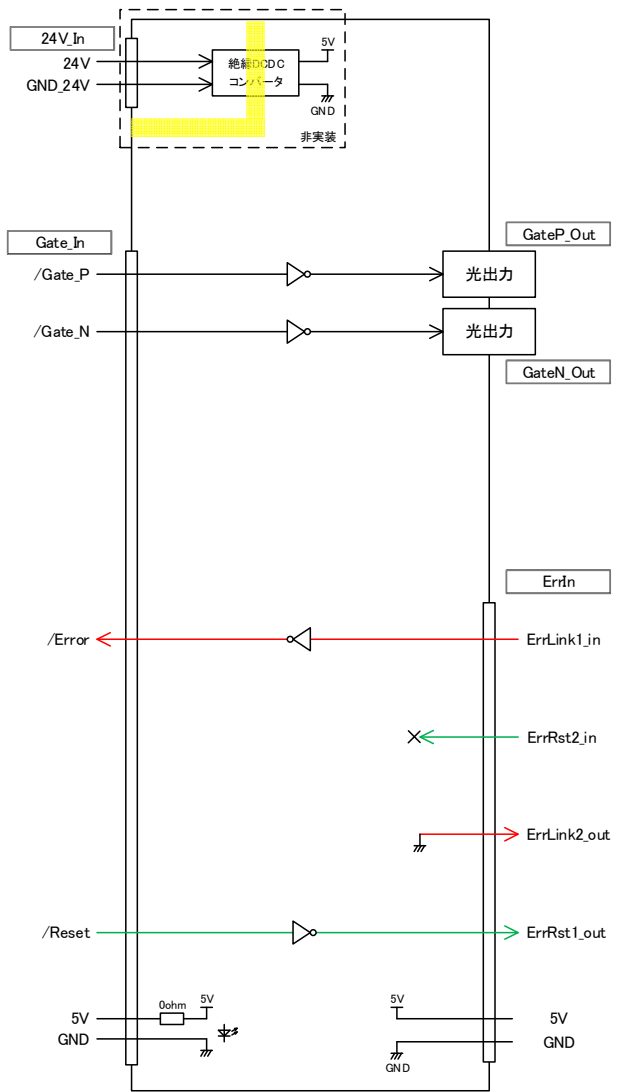 24V_In
24V
GND_24V
絶縁DCDC
コンバータ
5V
GND
非実装
Gate_In
/Gate_P
/Gate_N
GateP_Out
光出力
光出力
GateN_Out
ErrIn
/Error
ErrLink1_in
ErrRst2_in
ErrLink2_out
/Reset
ErrRst1_out
5V
0ohm
5V
GND
5V
GND
5V
GND